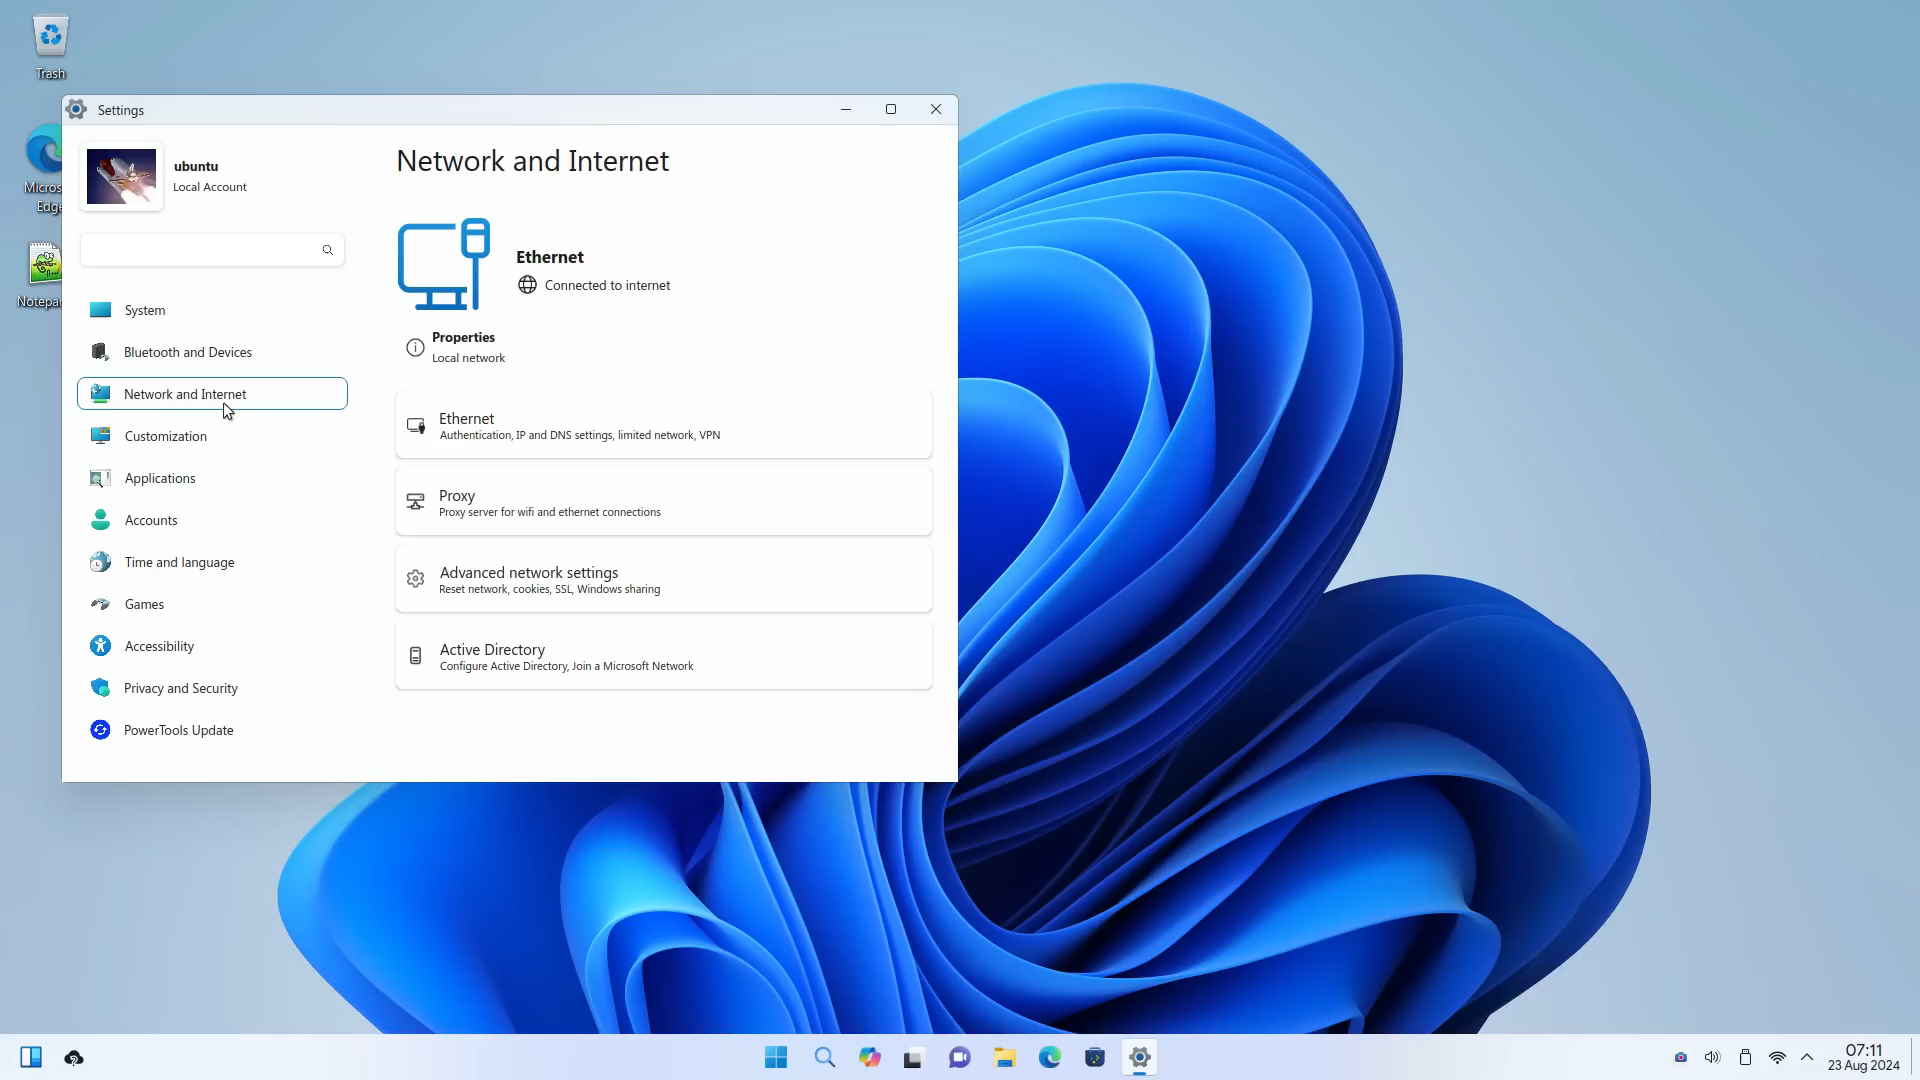 Trash
Settings
ubuntu
Local Account
Network and Internet
Ethernet
Connected to internet
Properties
Local network
System
Bluetooth and Devices
Network and Internet
Customization
Applications
Accounts
Time and language
Games
Accessibility
Privacy and Security
PowerTools Update
Ethernet
Authentication, IP and DNS settings, limited network, VPN
Proxy
Proxy server for wifi and ethernet connections
Advanced network settings
Reset network, cookies, SSL, Windows sharing
Active Directory
Configure Active Directory, Join a Microsoft Network
Micros
Edge
Notepad
07:11
23 Aug 2024